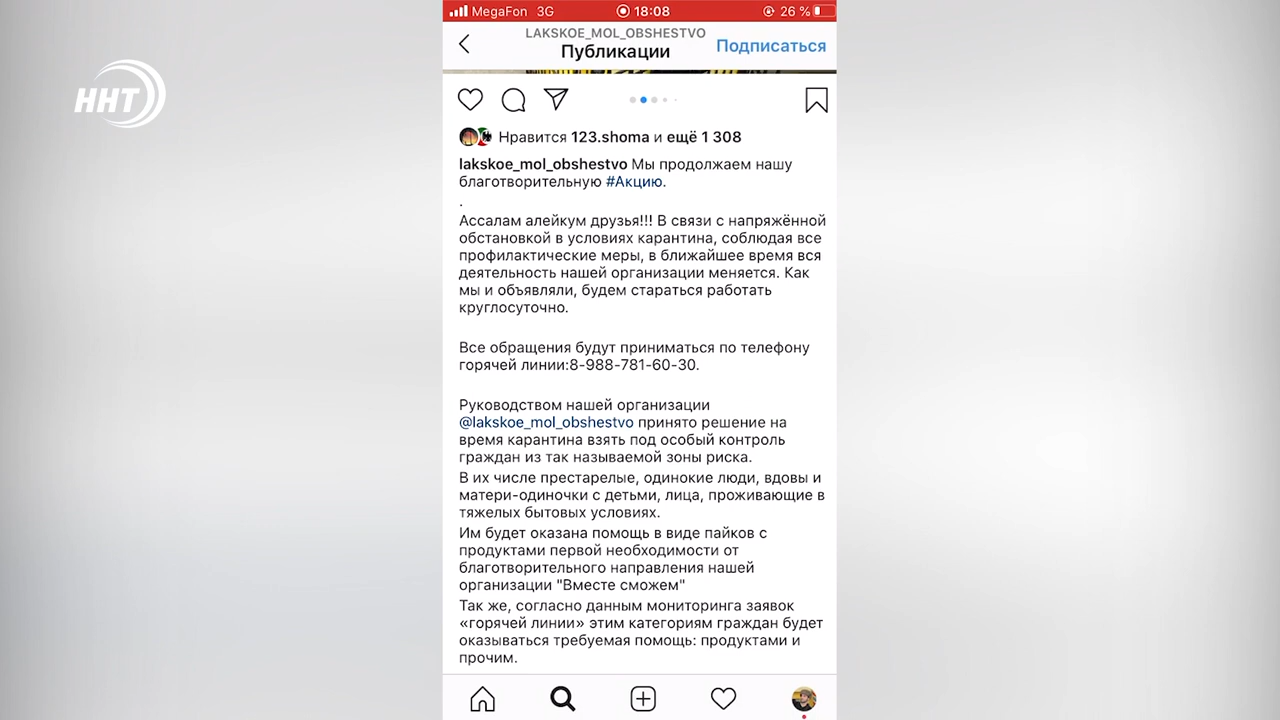 MegaFon 3G 18:08 26 %
LAKSKOE_MOL_OBSHESTVO
Публикации
Подписаться
ННТ
Нравится 123.shoma и ещё 1 308
lakskoe_mol_obshestvo Мы продолжаем нашу
благотворительную #Акцию.
.
Ассалам алейкум друзья!!! В связи с напряжённой
обстановкой в условиях карантина, соблюдая все
профилактические меры, в ближайшее время вся
деятельность нашей организации меняется. Как
мы и объявляли, будем стараться работать
круглосуточно.
Все обращения будут приниматься по телефону
горячей линии:8-988-781-60-30.
Руководством нашей организации
@lakskoe_mol_obshestvo принято решение на
время карантина взять под особый контроль
граждан из так называемой зоны риска.
В их числе престарелые, одинокие люди, вдовы и
матери-одиночки с детьми, лица, проживающие в
тяжелых бытовых условиях.
Им будет оказана помощь в виде пайков с
продуктами первой необходимости от
благотворительного направления нашей
организации "Вместе сможем"
Так же, согласно данным мониторинга заявок
«горячей линии» этим категориям граждан будет
оказываться требуемая помощь: продуктами и
прочим.